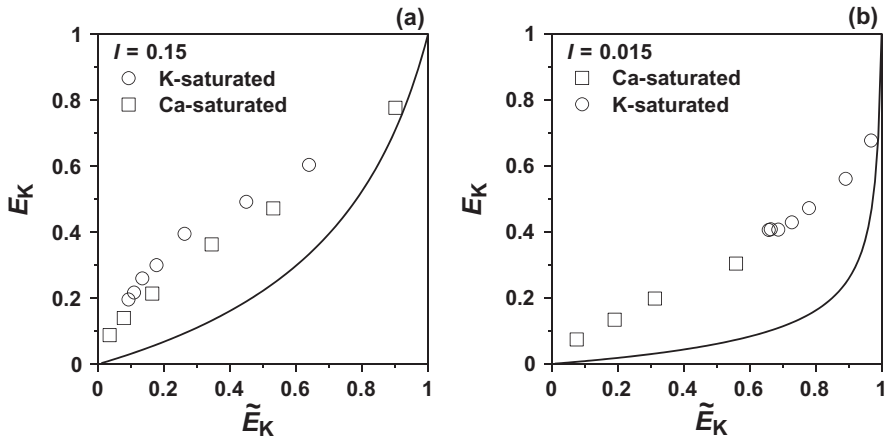 (a)
I = 0.15
K-saturated
Ca-saturated
1
0.8
0.6
0.4
0.2
0
E_K
0 0.2 0.4 0.6 0.8 1
Ẽ_K
(b)
I = 0.015
Ca-saturated
K-saturated
1
0.8
0.6
0.4
0.2
0
E_K
0 0.2 0.4 0.6 0.8 1
Ẽ_K